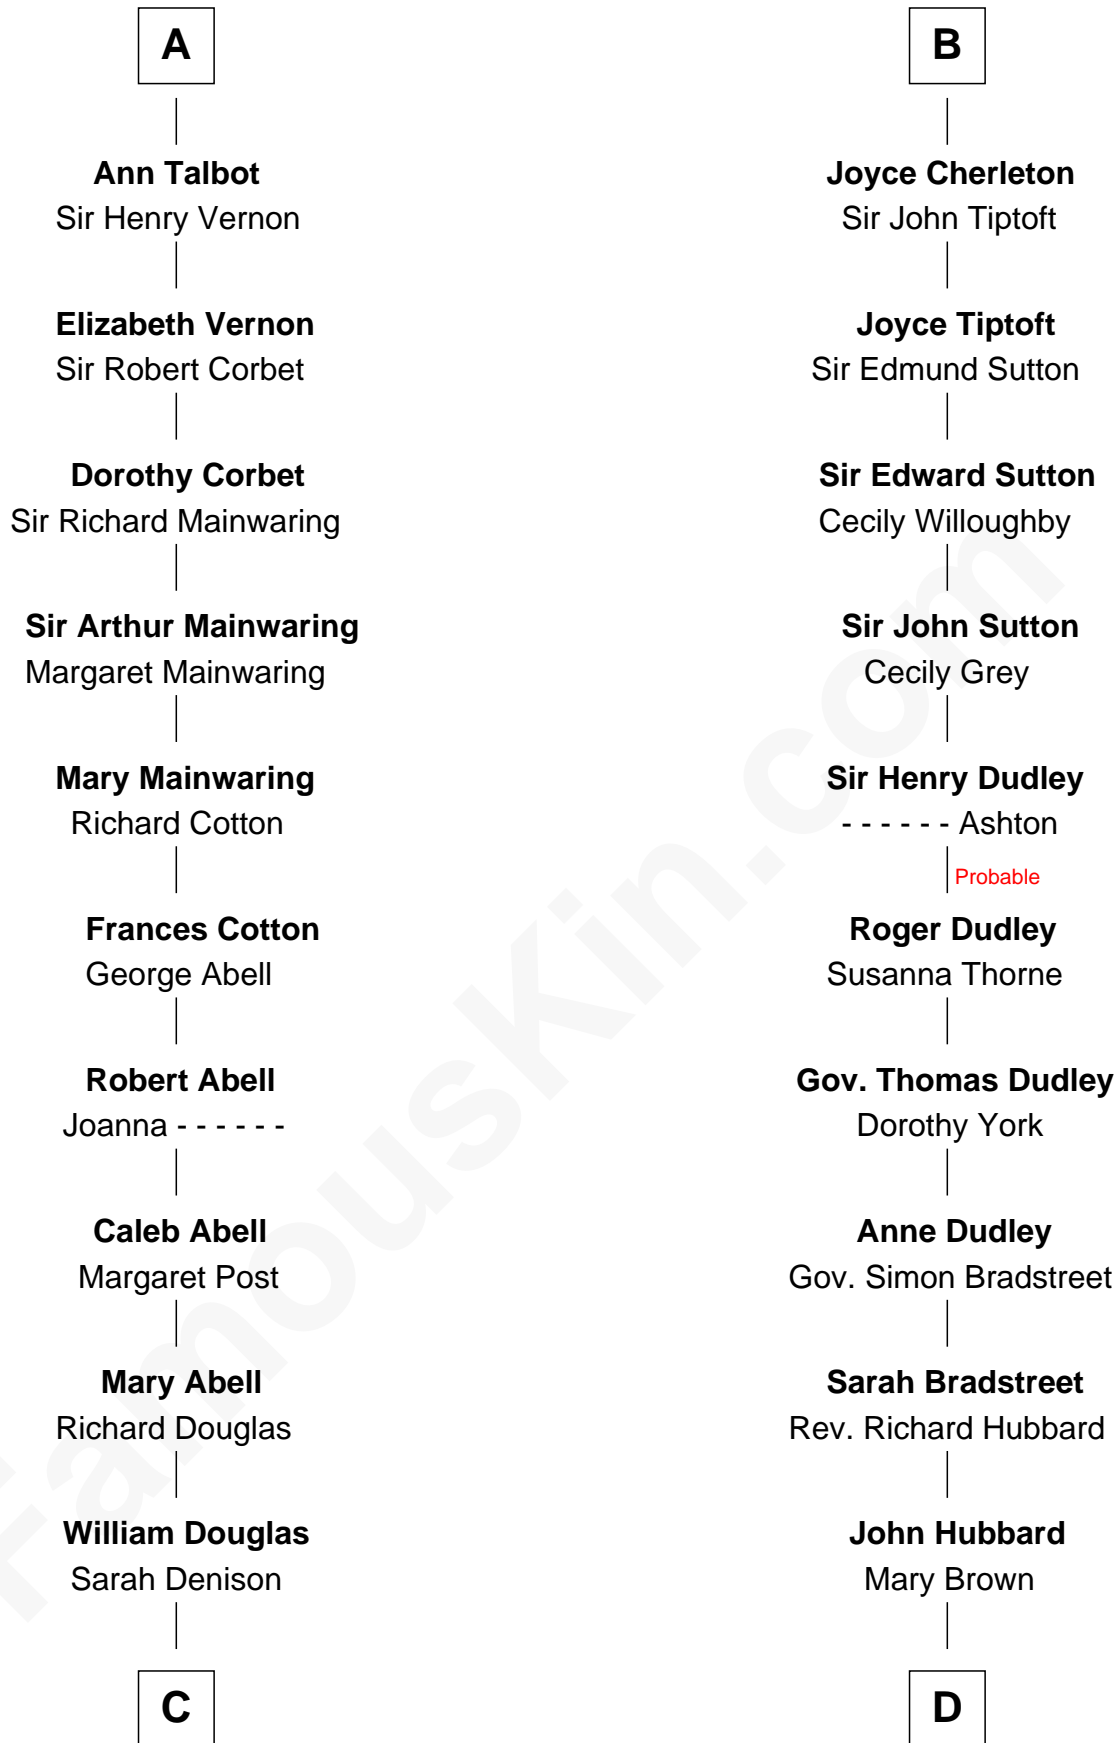 A
Ann Talbot
Sir Henry Vernon
Elizabeth Vernon
Sir Robert Corbet
Dorothy Corbet
Sir Richard Mainwaring
Sir Arthur Mainwaring
Margaret Mainwaring
Mary Mainwaring
Richard Cotton
Frances Cotton
George Abell
Robert Abell
Joanna - - - - - -
Caleb Abell
Margaret Post
Mary Abell
Richard Douglas
William Douglas
Sarah Denison
C
B
Joyce Cherleton
Sir John Tiptoft
Joyce Tiptoft
Sir Edmund Sutton
Sir Edward Sutton
Cecily Willoughby
Sir John Sutton
Cecily Grey
Sir Henry Dudley
- - - - - - Ashton
Probable
Roger Dudley
Susanna Thorne
Gov. Thomas Dudley
Dorothy York
Anne Dudley
Gov. Simon Bradstreet
Sarah Bradstreet
Rev. Richard Hubbard
John Hubbard
Mary Brown
D
FamousKin.com